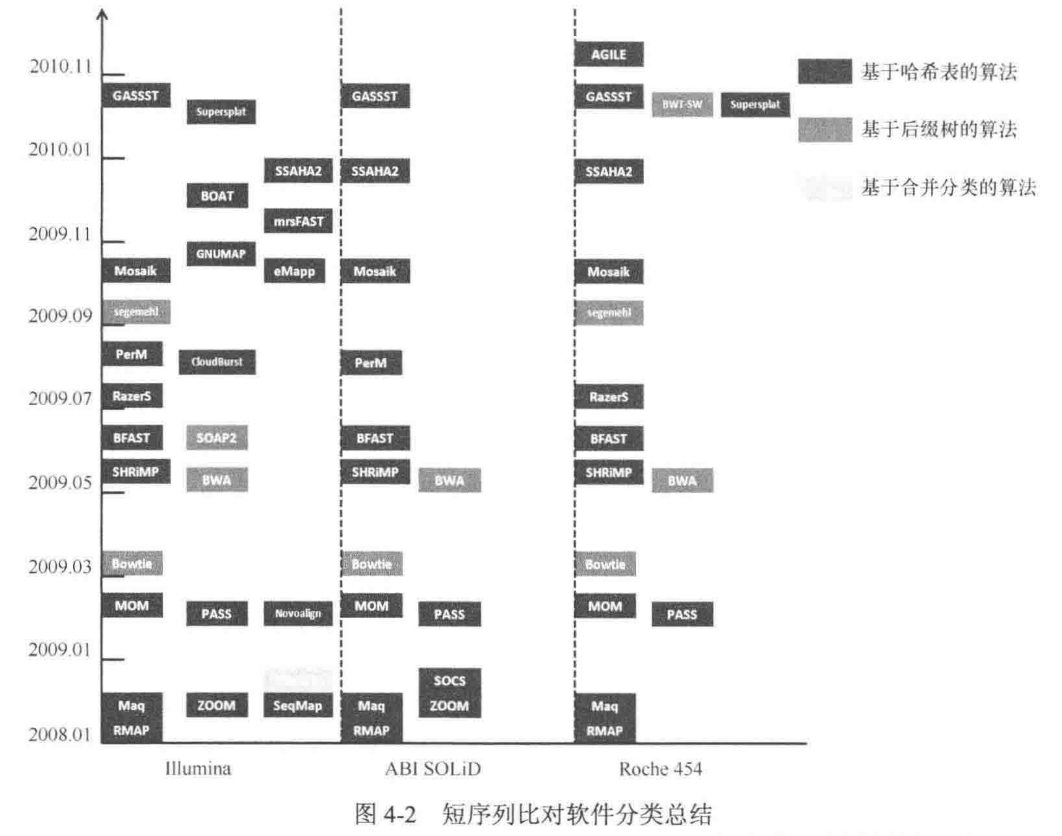 2010.11
2010.01
2009.11
2009.09
2009.07
2009.05
2009.03
2009.01
2008.01
AGILE
GASSST
Supersplat
GASSST
GASSST
BWT-SW
Supersplat
SSAHA2
SSAHA2
SSAHA2
BOAT
mrsFAST
GNUMAP
Mosaik
eMapp
Mosaik
Mosaik
segemehl
segemehl
PerM
CloudBurst
PerM
RazerS
RazerS
BFAST
SOAP2
BFAST
BFAST
SHRiMP
BWA
SHRiMP
BWA
SHRiMP
BWA
Bowtie
Bowtie
Bowtie
MOM
PASS
Novoalign
MOM
PASS
MOM
PASS
SOCS
Maq
ZOOM
SeqMap
Maq
ZOOM
Maq
RMAP
RMAP
RMAP
Illumina
ABI SOLiD
Roche 454
基于哈希表的算法
基于后缀树的算法
基于合并分类的算法
图 4-2 短序列比对软件分类总结